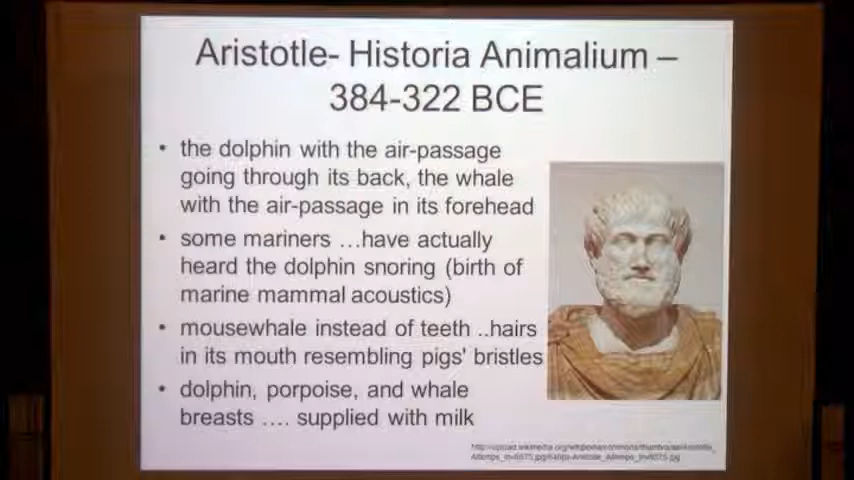 Aristotle- Historia Animalium –
384-322 BCE
• the dolphin with the air-passage
going through its back, the whale
with the air-passage in its forehead
• some mariners …have actually
heard the dolphin snoring (birth of
marine mammal acoustics)
• mousewhale instead of teeth ..hairs
in its mouth resembling pigs' bristles
• dolphin, porpoise, and whale
breasts …. supplied with milk